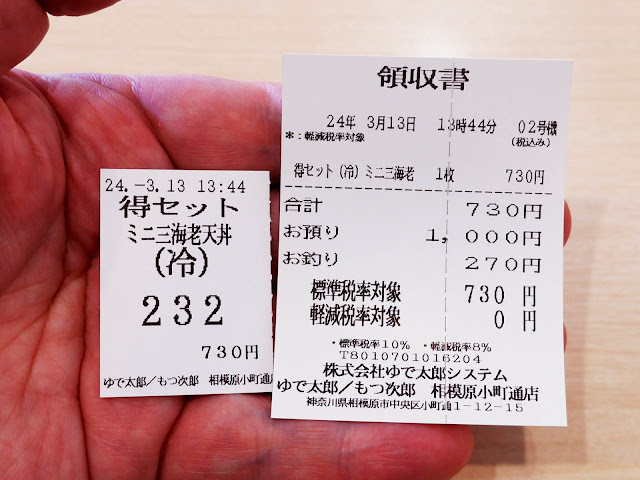 24.-3.13 13:44
得セット
ミニ三海老天丼
(冷)
232
730円
ゆで太郎/もつ次郎 相模原小町通店
領収書
24年 3月13日 13時44分 02号機
*:軽減税率対象 (税込み)
得セット(冷)ミニ三海老 1枚 730円
合計 730円
お預り 1,000円
お釣り 270円
標準税率対象 730円
軽減税率対象 0円
・標準税率10% ・軽減税率8%
T8010701016204
株式会社ゆで太郎システム
ゆで太郎/もつ次郎 相模原小町通店
神奈川県相模原市中央区小町通1-12-15